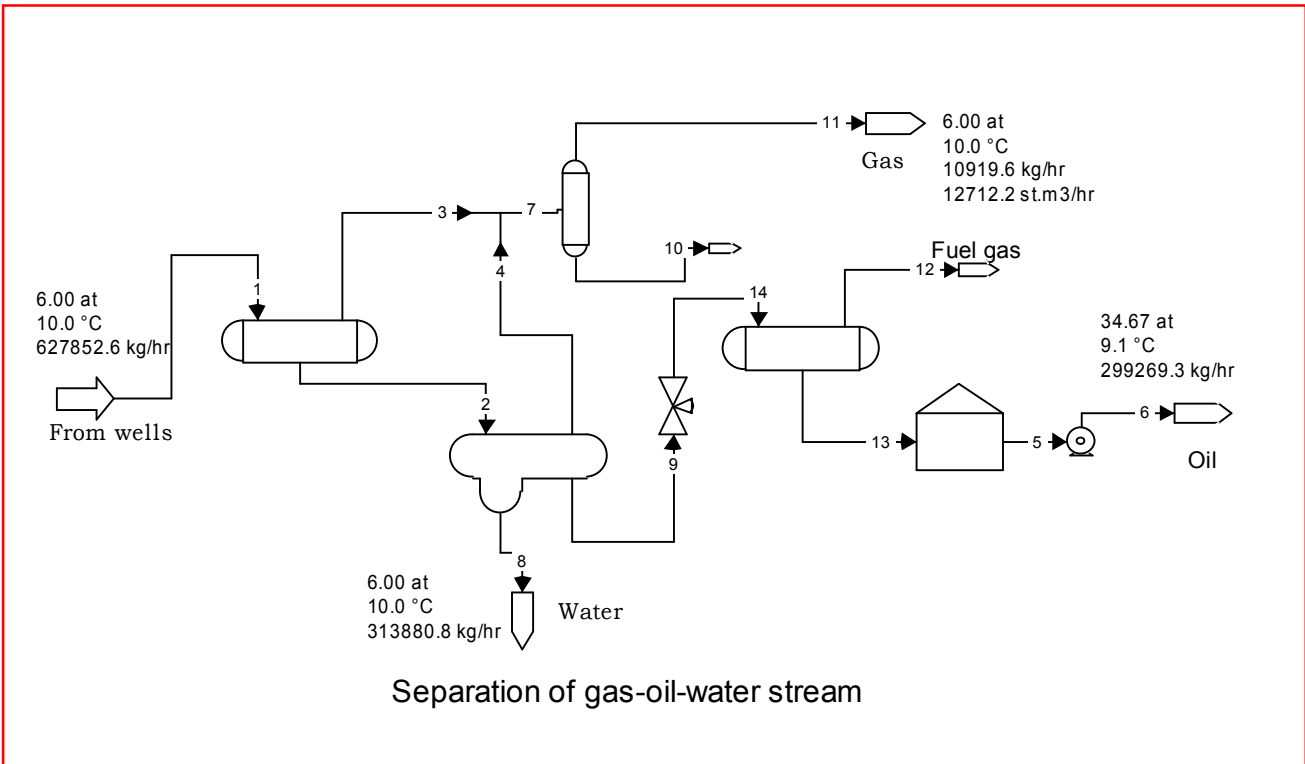 11
6.00 at
10.0 °C
10919.6 kg/hr
12712.2 st.m3/hr
Gas
3
7
10
Fuel gas
12
4
14
1
6.00 at
10.0 °C
627852.6 kg/hr
From wells
34.67 at
9.1 °C
299269.3 kg/hr
2
9
13
5
6
Oil
8
6.00 at
10.0 °C
313880.8 kg/hr
Water
Separation of gas-oil-water stream